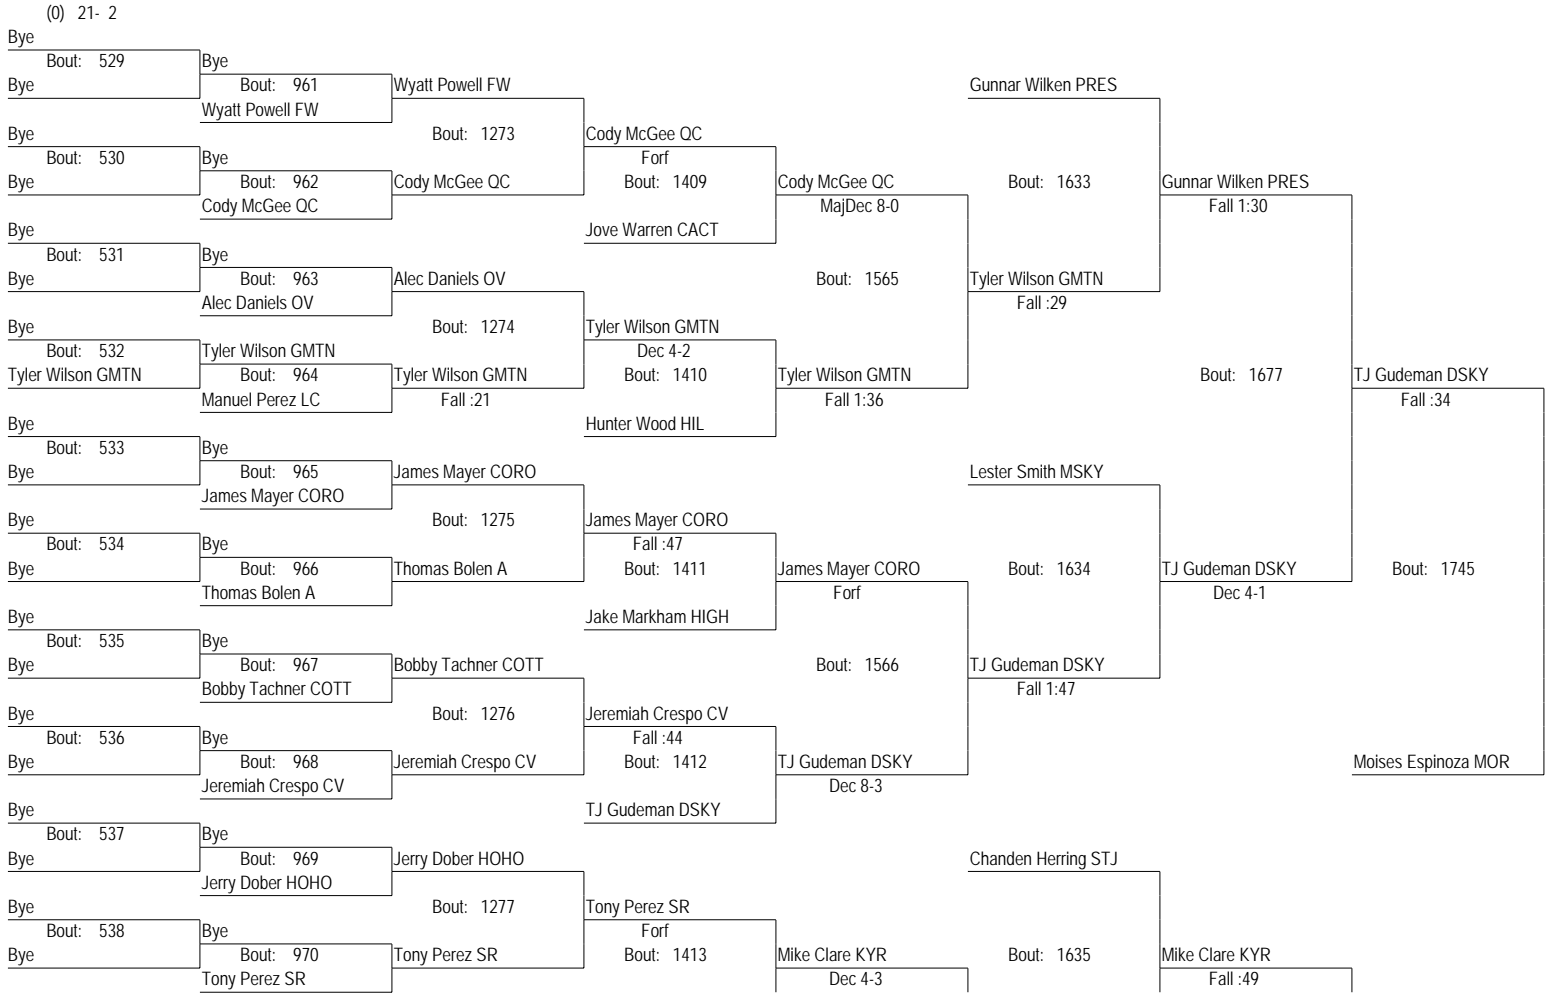 (0) 21- 2
Bye
Bout: 529 Bye
Bye Bout: 961 Wyatt Powell FW Gunnar Wilken PRES
Wyatt Powell FW
Bye Bout: 1273 Cody McGee QC
Bout: 530 Bye Forf
Bye Bout: 962 Cody McGee QC Bout: 1409 Cody McGee QC Bout: 1633 Gunnar Wilken PRES
Cody McGee QC MajDec 8-0 Fall 1:30
Bye Jove Warren CACT
Bout: 531 Bye
Bye Bout: 963 Alec Daniels OV Bout: 1565 Tyler Wilson GMTN
Alec Daniels OV Fall :29
Bye Bout: 1274 Tyler Wilson GMTN
Bout: 532 Tyler Wilson GMTN Dec 4-2
Tyler Wilson GMTN Bout: 964 Tyler Wilson GMTN Bout: 1410 Tyler Wilson GMTN Bout: 1677 TJ Gudeman DSKY
Manuel Perez LC Fall :21 Fall 1:36 Fall :34
Bye Hunter Wood HIL
Bout: 533 Bye
Bye Bout: 965 James Mayer CORO Lester Smith MSKY
James Mayer CORO
Bye Bout: 1275 James Mayer CORO
Bout: 534 Bye Fall :47
Bye Bout: 966 Thomas Bolen A Bout: 1411 James Mayer CORO Bout: 1634 TJ Gudeman DSKY Bout: 1745
Thomas Bolen A Forf Dec 4-1
Bye Jake Markham HIGH
Bout: 535 Bye
Bye Bout: 967 Bobby Tachner COTT Bout: 1566 TJ Gudeman DSKY
Bobby Tachner COTT Fall 1:47
Bye Bout: 1276 Jeremiah Crespo CV
Bout: 536 Bye Fall :44
Bye Bout: 968 Jeremiah Crespo CV Bout: 1412 TJ Gudeman DSKY Moises Espinoza MOR
Jeremiah Crespo CV Dec 8-3
Bye TJ Gudeman DSKY
Bout: 537 Bye
Bye Bout: 969 Jerry Dober HOHO Chanden Herring STJ
Jerry Dober HOHO
Bye Bout: 1277 Tony Perez SR
Bout: 538 Bye Forf
Bye Bout: 970 Tony Perez SR Bout: 1413 Mike Clare KYR Bout: 1635 Mike Clare KYR
Tony Perez SR Dec 4-3 Fall :49